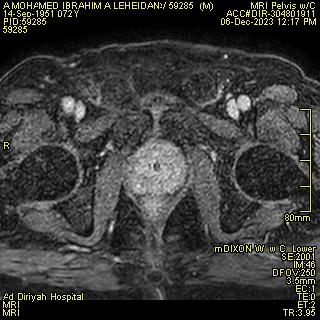 A MOHAMED IBRAHIM A LEHEIDAN:/ 59285 (M)
14-Sep-1951 072Y
PID:59285
59285
MRI Pelvis w/C
ACC#DIR-304801911
06-Dec-2023 12:17 PM
R
80mm
mDIXON-W w C Lower
SE:2001
IM:46
DFOV:250
3.5mm
EC:1
TE:0
ET:2
TR:3.95
Ad Diriyah Hospital
MRI
MRI